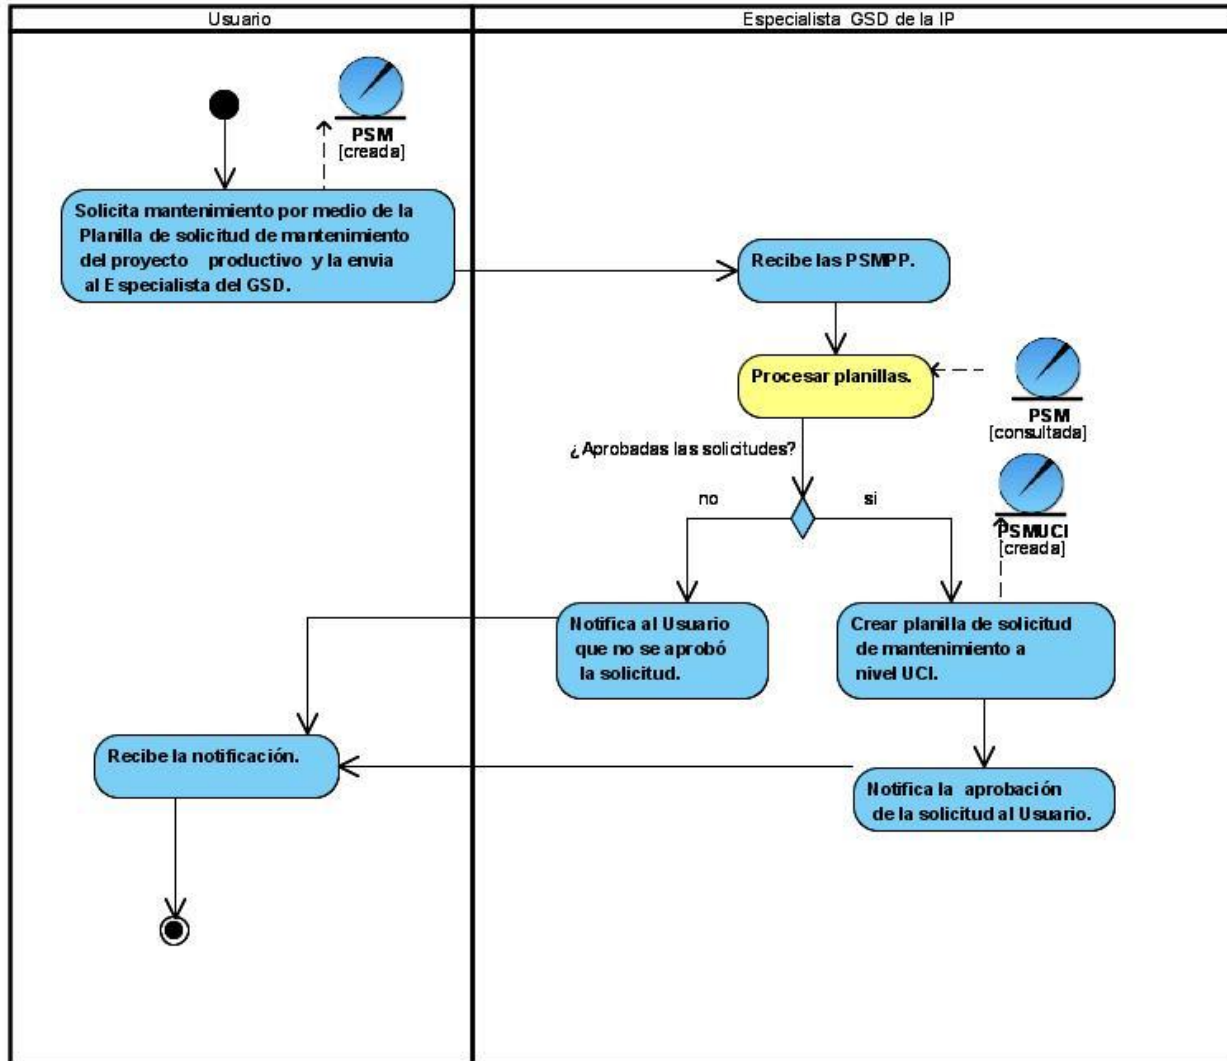 Usuario
Especialista GSD de la IP
PSM
[creada]
Solicita mantenimiento por medio de la
Planilla de solicitud de mantenimiento
del proyecto productivo y la envia
al Especialista del GSD.
Recibe las PSMPP.
Procesar planillas.
PSM
[consultada]
¿Aprobadas las solicitudes?
no
si
PSMUCI
[creada]
Notifica al Usuario
que no se aprobó
la solicitud.
Crear planilla de solicitud
de mantenimiento a
nivel UCI.
Recibe la notificación.
Notifica la aprobación
de la solicitud al Usuario.